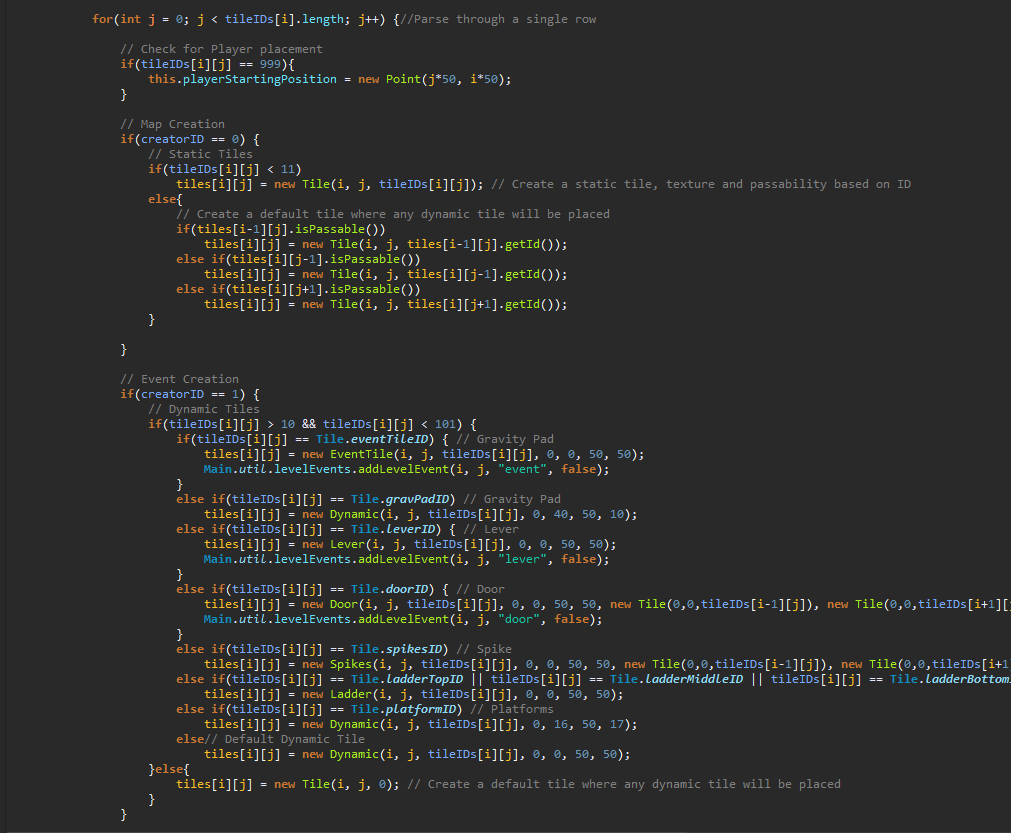 for(int j = 0; j < tileIDs[i].length; j++) {//Parse through a single row
// Check for Player placement
if(tileIDs[i][j] == 999){
this.playerStartingPosition = new Point(j*50, i*50);
}
// Map Creation
if(creatorID == 0) {
// Static Tiles
if(tileIDs[i][j] < 11)
tiles[i][j] = new Tile(i, j, tileIDs[i][j]); // Create a static tile, texture and passability based on ID
else{
// Create a default tile where any dynamic tile will be placed
if(tiles[i-1][j].isPassable())
tiles[i][j] = new Tile(i, j, tiles[i-1][j].getId());
else if(tiles[i][j-1].isPassable())
tiles[i][j] = new Tile(i, j, tiles[i][j-1].getId());
else if(tiles[i][j+1].isPassable())
tiles[i][j] = new Tile(i, j, tiles[i][j+1].getId());
}
}
// Event Creation
if(creatorID == 1) {
// Dynamic Tiles
if(tileIDs[i][j] > 10 && tileIDs[i][j] < 101) {
if(tileIDs[i][j] == Tile.eventTileID) { // Gravity Pad
tiles[i][j] = new EventTile(i, j, tileIDs[i][j], 0, 0, 50, 50);
Main.util.levelEvents.addLevelEvent(i, j, "event", false);
}
else if(tileIDs[i][j] == Tile.gravPadID) // Gravity Pad
tiles[i][j] = new Dynamic(i, j, tileIDs[i][j], 0, 40, 50, 10);
else if(tileIDs[i][j] == Tile.leverID) { // Lever
tiles[i][j] = new Lever(i, j, tileIDs[i][j], 0, 0, 50, 50);
Main.util.levelEvents.addLevelEvent(i, j, "lever", false);
}
else if(tileIDs[i][j] == Tile.doorID) { // Door
tiles[i][j] = new Door(i, j, tileIDs[i][j], 0, 0, 50, 50, new Tile(0,0,tileIDs[i-1][j]), new Tile(0,0,tileIDs[i+1][j
Main.util.levelEvents.addLevelEvent(i, j, "door", false);
}
else if(tileIDs[i][j] == Tile.spikesID) // Spike
tiles[i][j] = new Spikes(i, j, tileIDs[i][j], 0, 0, 50, 50, new Tile(0,0,tileIDs[i-1][j]), new Tile(0,0,tileIDs[i+1
else if(tileIDs[i][j] == Tile.ladderTopID || tileIDs[i][j] == Tile.ladderMiddleID || tileIDs[i][j] == Tile.ladderBottom
tiles[i][j] = new Ladder(i, j, tileIDs[i][j], 0, 0, 50, 50);
else if(tileIDs[i][j] == Tile.platformID) // Platforms
tiles[i][j] = new Dynamic(i, j, tileIDs[i][j], 0, 16, 50, 17);
else// Default Dynamic Tile
tiles[i][j] = new Dynamic(i, j, tileIDs[i][j], 0, 0, 50, 50);
}else{
tiles[i][j] = new Tile(i, j, 0); // Create a default tile where any dynamic tile will be placed
}
}